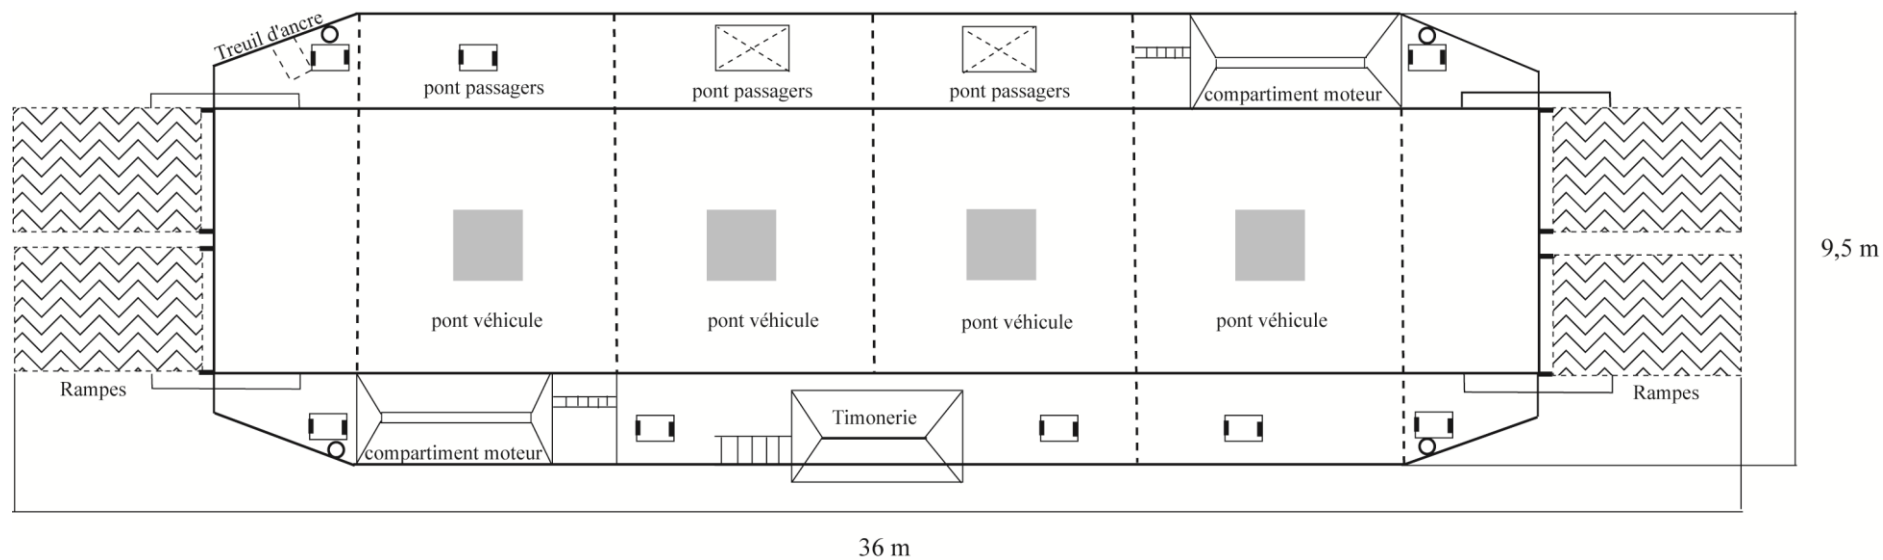 Treuil d'ancre
pont passagers
pont passagers
pont passagers
compartiment moteur
9,5 m
pont véhicule
pont véhicule
pont véhicule
pont véhicule
Rampes
Rampes
Timonerie
compartiment moteur
36 m